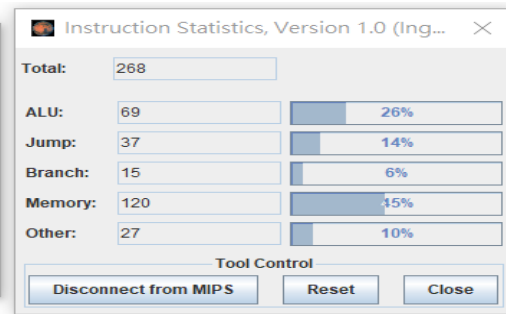 Instruction Statistics, Version 1.0 (Ing...
Total: 268
ALU: 69 26%
Jump: 37 14%
Branch: 15 6%
Memory: 120 45%
Other: 27 10%
Tool Control
Disconnect from MIPS Reset Close